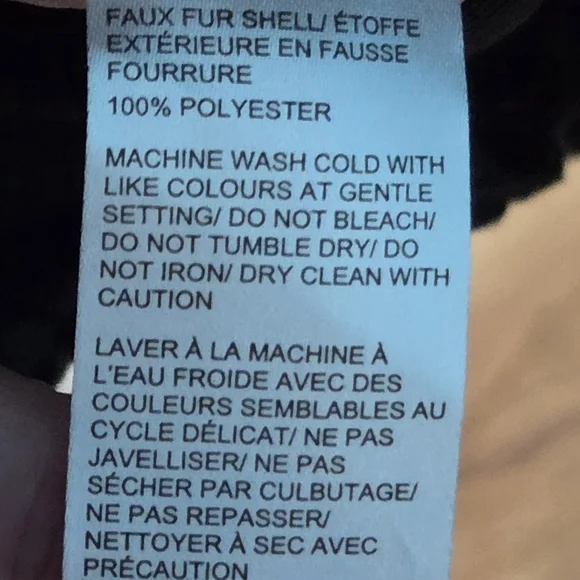 FAUX FUR SHELL/ ÉTOFFE
EXTÉRIEURE EN FAUSSE
FOURRURE
100% POLYESTER
MACHINE WASH COLD WITH
LIKE COLOURS AT GENTLE
SETTING/ DO NOT BLEACH/
DO NOT TUMBLE DRY/ DO
NOT IRON/ DRY CLEAN WITH
CAUTION
LAVER À LA MACHINE À
L'EAU FROIDE AVEC DES
COULEURS SEMBLABLES AU
CYCLE DÉLICAT/ NE PAS
JAVELLISER/ NE PAS
SÉCHER PAR CULBUTAGE/
NE PAS REPASSER/
NETTOYER À SEC AVEC
PRÉCAUTION